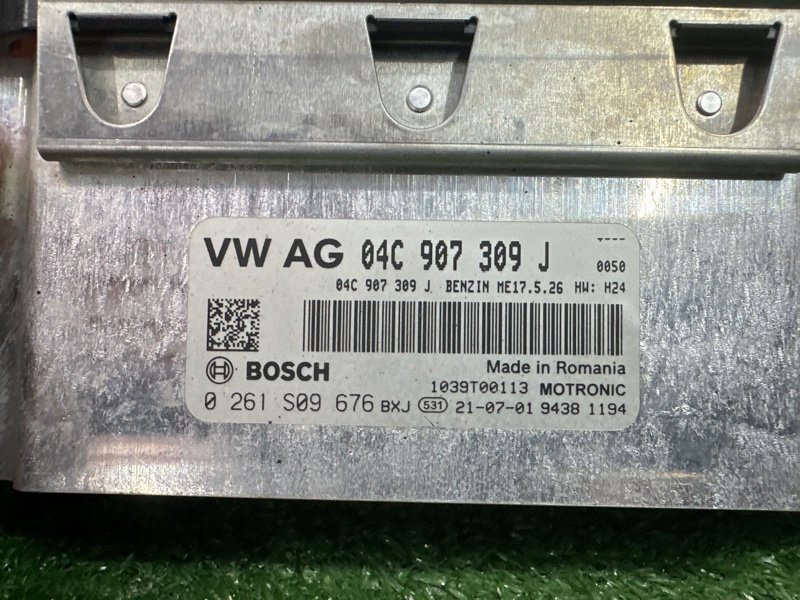 VW AG 04C 907 309 J ----
0050
04C 907 309 J BENZIN ME17.5.26 HW: H24
BOSCH Made in Romania
1039T00113 MOTRONIC
0 261 S09 676 BXJ 531 21-07-01 9438 1194